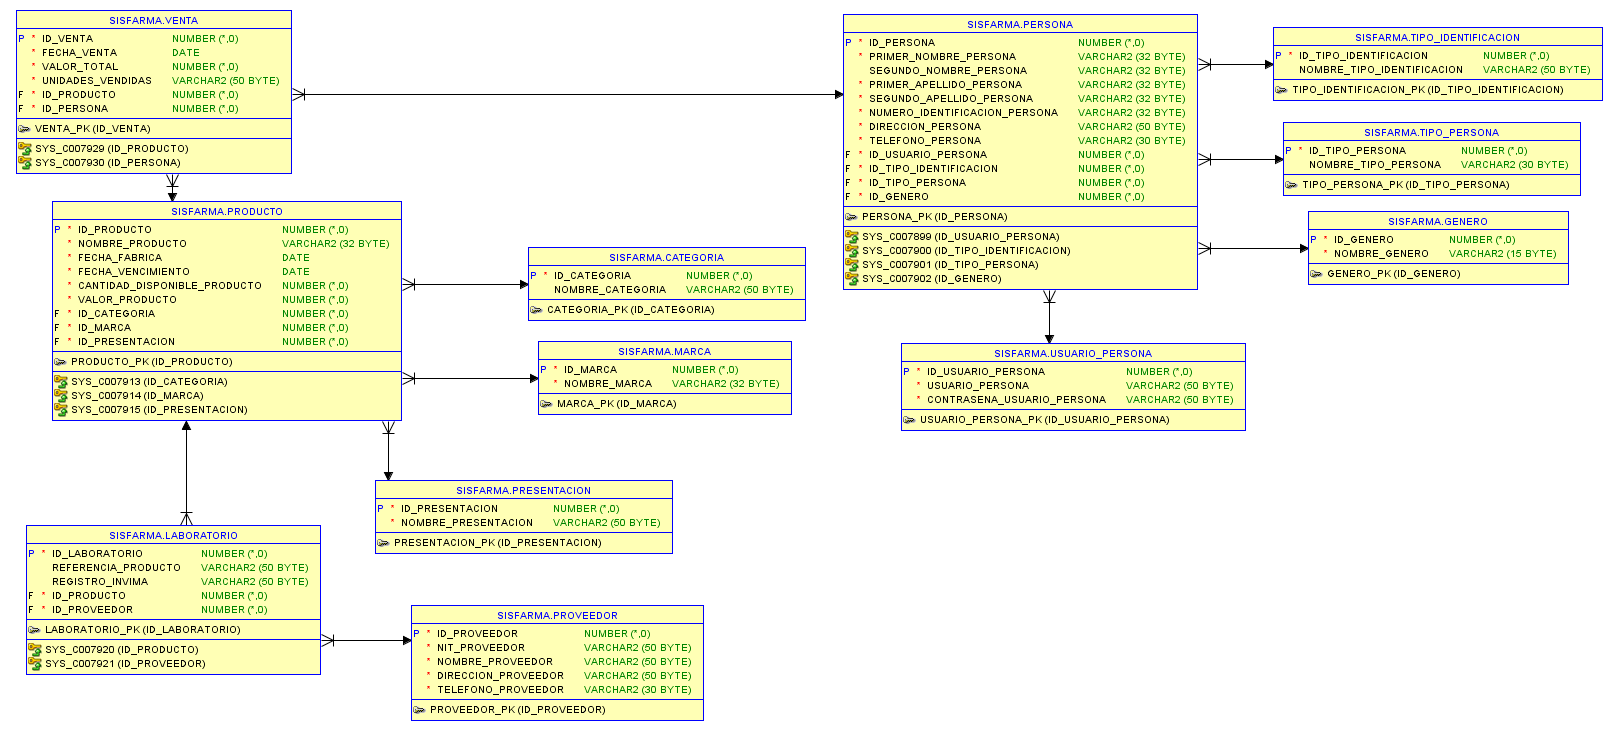 SISFARMA.VENTA
P * ID_VENTA NUMBER (*,0)
* FECHA_VENTA DATE
* VALOR_TOTAL NUMBER (*,0)
* UNIDADES_VENDIDAS VARCHAR2 (50 BYTE)
F * ID_PRODUCTO NUMBER (*,0)
F * ID_PERSONA NUMBER (*,0)
VENTA_PK (ID_VENTA)
SYS_C007929 (ID_PRODUCTO)
SYS_C007930 (ID_PERSONA)
SISFARMA.PERSONA
P * ID_PERSONA NUMBER (*,0)
* PRIMER_NOMBRE_PERSONA VARCHAR2 (32 BYTE)
SEGUNDO_NOMBRE_PERSONA VARCHAR2 (32 BYTE)
* PRIMER_APELLIDO_PERSONA VARCHAR2 (32 BYTE)
* SEGUNDO_APELLIDO_PERSONA VARCHAR2 (32 BYTE)
* NUMERO_IDENTIFICACION_PERSONA VARCHAR2 (32 BYTE)
* DIRECCION_PERSONA VARCHAR2 (50 BYTE)
* TELEFONO_PERSONA VARCHAR2 (30 BYTE)
F * ID_USUARIO_PERSONA NUMBER (*,0)
F * ID_TIPO_IDENTIFICACION NUMBER (*,0)
F * ID_TIPO_PERSONA NUMBER (*,0)
F * ID_GENERO NUMBER (*,0)
PERSONA_PK (ID_PERSONA)
SYS_C007899 (ID_USUARIO_PERSONA)
SYS_C007900 (ID_TIPO_IDENTIFICACION)
SYS_C007901 (ID_TIPO_PERSONA)
SYS_C007902 (ID_GENERO)
SISFARMA.TIPO_IDENTIFICACION
P * ID_TIPO_IDENTIFICACION NUMBER (*,0)
NOMBRE_TIPO_IDENTIFICACION VARCHAR2 (50 BYTE)
TIPO_IDENTIFICACION_PK (ID_TIPO_IDENTIFICACION)
SISFARMA.TIPO_PERSONA
P * ID_TIPO_PERSONA NUMBER (*,0)
NOMBRE_TIPO_PERSONA VARCHAR2 (30 BYTE)
TIPO_PERSONA_PK (ID_TIPO_PERSONA)
SISFARMA.GENERO
P * ID_GENERO NUMBER (*,0)
* NOMBRE_GENERO VARCHAR2 (15 BYTE)
GENERO_PK (ID_GENERO)
SISFARMA.PRODUCTO
P * ID_PRODUCTO NUMBER (*,0)
* NOMBRE_PRODUCTO VARCHAR2 (32 BYTE)
* FECHA_FABRICA DATE
* FECHA_VENCIMIENTO DATE
* CANTIDAD_DISPONIBLE_PRODUCTO NUMBER (*,0)
* VALOR_PRODUCTO NUMBER (*,0)
F * ID_CATEGORIA NUMBER (*,0)
F * ID_MARCA NUMBER (*,0)
F * ID_PRESENTACION NUMBER (*,0)
PRODUCTO_PK (ID_PRODUCTO)
SYS_C007913 (ID_CATEGORIA)
SYS_C007914 (ID_MARCA)
SYS_C007915 (ID_PRESENTACION)
SISFARMA.CATEGORIA
P * ID_CATEGORIA NUMBER (*,0)
NOMBRE_CATEGORIA VARCHAR2 (50 BYTE)
CATEGORIA_PK (ID_CATEGORIA)
SISFARMA.MARCA
P * ID_MARCA NUMBER (*,0)
* NOMBRE_MARCA VARCHAR2 (32 BYTE)
MARCA_PK (ID_MARCA)
SISFARMA.USUARIO_PERSONA
P * ID_USUARIO_PERSONA NUMBER (*,0)
* USUARIO_PERSONA VARCHAR2 (50 BYTE)
* CONTRASENA_USUARIO_PERSONA VARCHAR2 (50 BYTE)
USUARIO_PERSONA_PK (ID_USUARIO_PERSONA)
SISFARMA.PRESENTACION
P * ID_PRESENTACION NUMBER (*,0)
* NOMBRE_PRESENTACION VARCHAR2 (50 BYTE)
PRESENTACION_PK (ID_PRESENTACION)
SISFARMA.LABORATORIO
P * ID_LABORATORIO NUMBER (*,0)
REFERENCIA_PRODUCTO VARCHAR2 (50 BYTE)
REGISTRO_INVIMA VARCHAR2 (50 BYTE)
F * ID_PRODUCTO NUMBER (*,0)
F * ID_PROVEEDOR NUMBER (*,0)
LABORATORIO_PK (ID_LABORATORIO)
SYS_C007920 (ID_PRODUCTO)
SYS_C007921 (ID_PROVEEDOR)
SISFARMA.PROVEEDOR
P * ID_PROVEEDOR NUMBER (*,0)
* NIT_PROVEEDOR VARCHAR2 (50 BYTE)
* NOMBRE_PROVEEDOR VARCHAR2 (50 BYTE)
* DIRECCION_PROVEEDOR VARCHAR2 (50 BYTE)
* TELEFONO_PROVEEDOR VARCHAR2 (30 BYTE)
PROVEEDOR_PK (ID_PROVEEDOR)